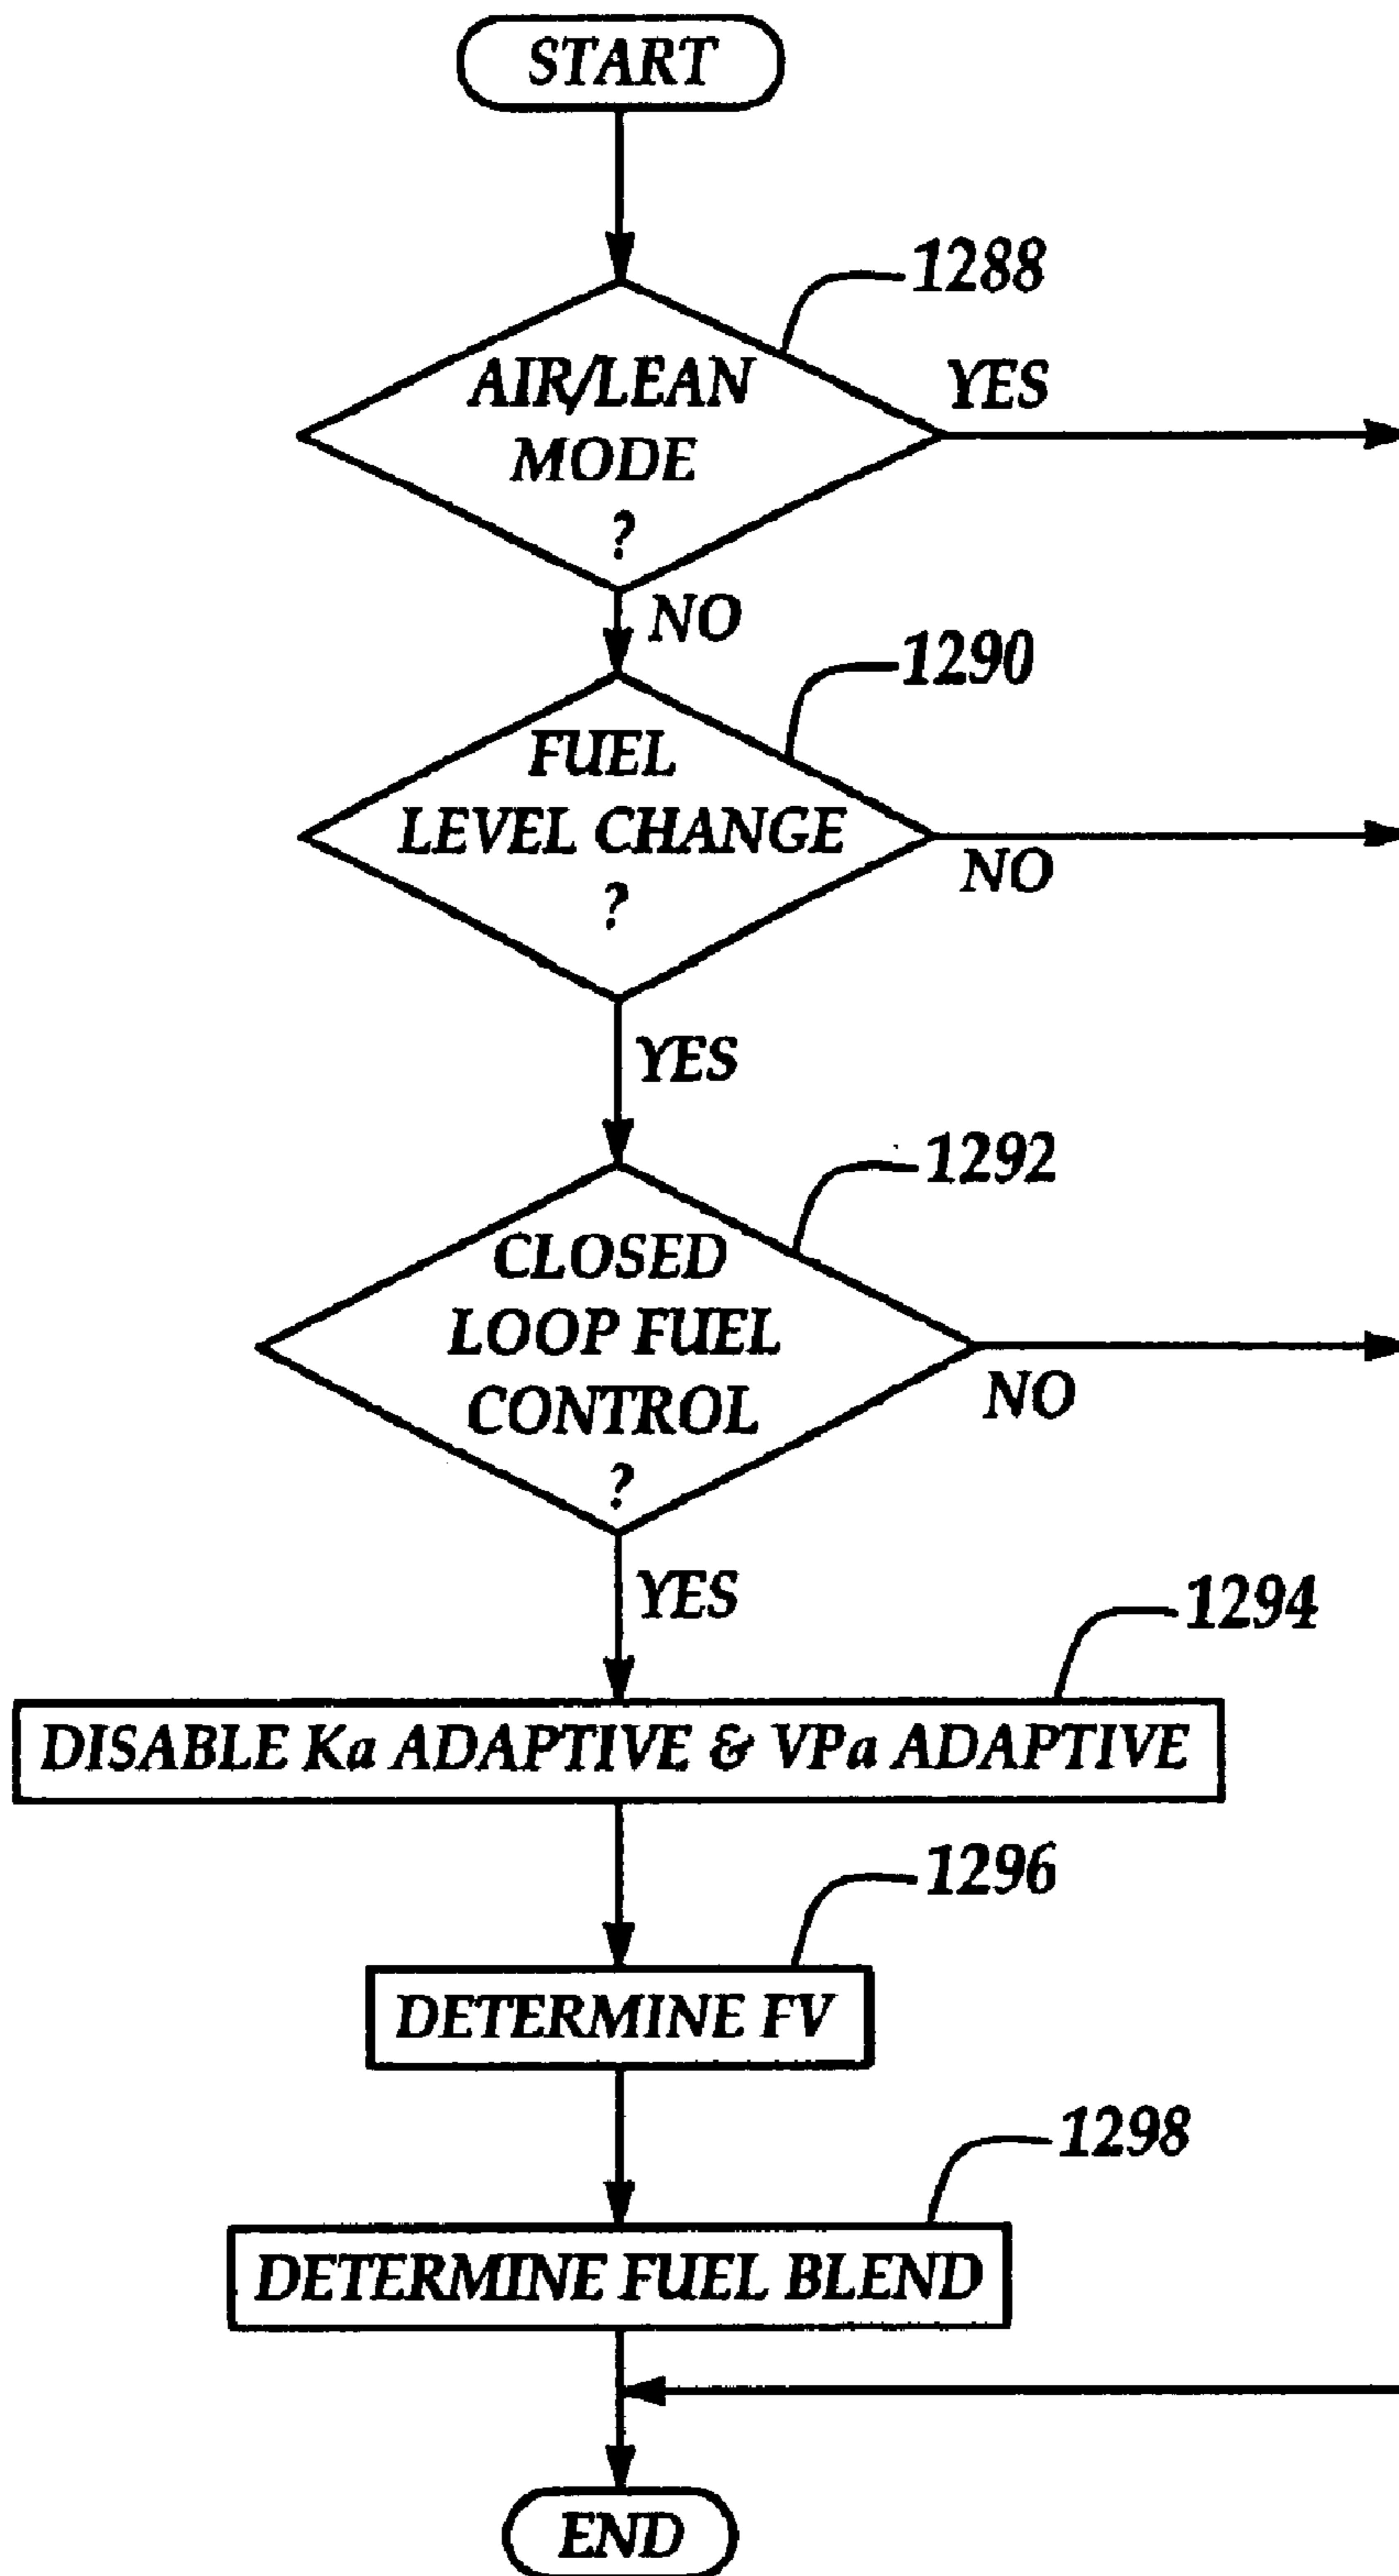 START
1288
AIR/LEAN
MODE
?
YES
NO
1290
FUEL
LEVEL CHANGE
?
NO
YES
1292
CLOSED
LOOP FUEL
CONTROL
?
NO
YES
1294
DISABLE Ka ADAPTIVE & VPa ADAPTIVE
1296
DETERMINE FV
1298
DETERMINE FUEL BLEND
END